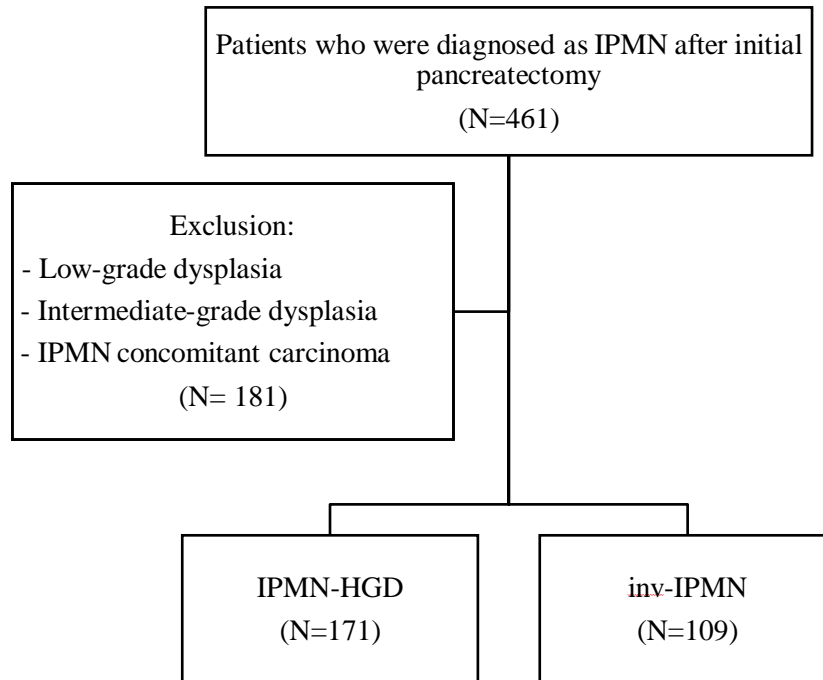 Patients who were diagnosed as IPMN after initial
pancreatectomy
(N=461)
Exclusion:
- Low-grade dysplasia
- Intermediate-grade dysplasia
- IPMN concomitant carcinoma
(N= 181)
IPMN-HGD
(N=171)
inv-IPMN
(N=109)